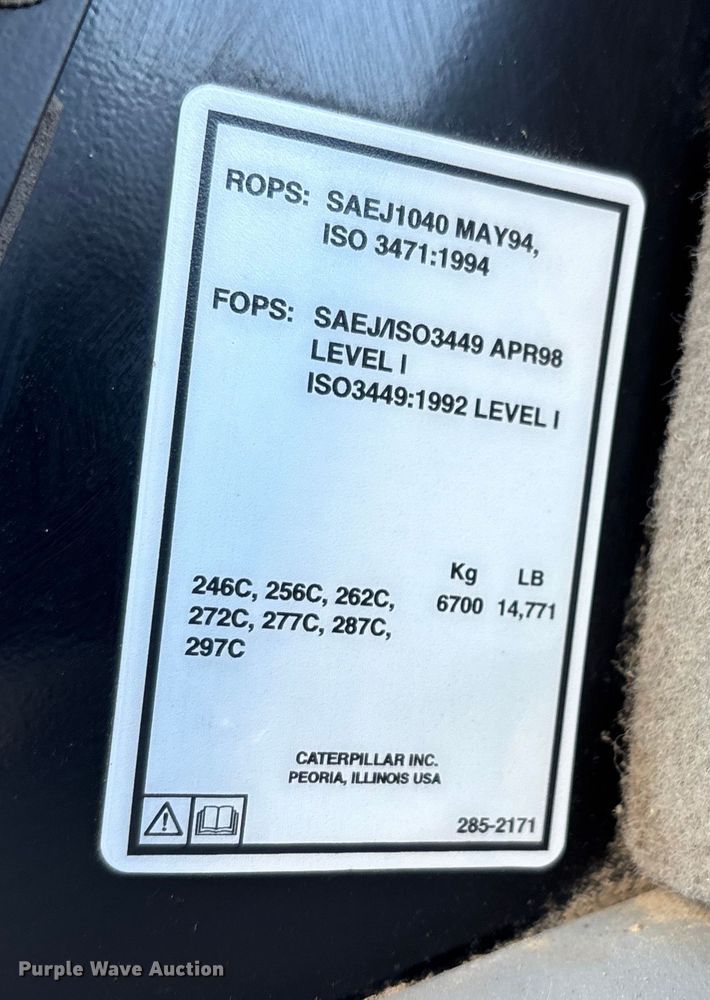 ROPS: SAEJ1040 MAY94,
ISO 3471:1994
FOPS: SAEJ/ISO3449 APR98
LEVEL I
ISO3449:1992 LEVEL I
Kg LB
246C, 256C, 262C, 6700 14,771
272C, 277C, 287C,
297C
CATERPILLAR INC.
PEORIA, ILLINOIS USA
285-2171
Purple Wave Auction